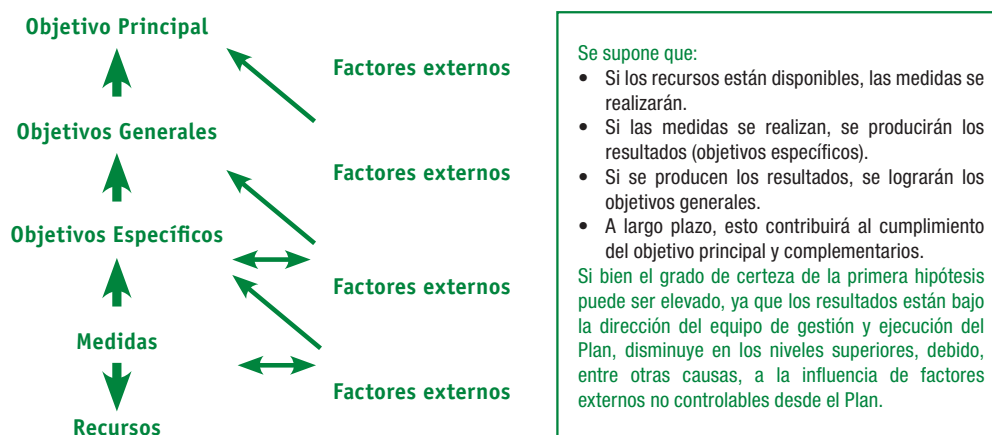 Objetivo Principal
Factores externos
Objetivos Generales
Factores externos
Objetivos Específicos
Factores externos
Medidas
Factores externos
Recursos
Se supone que:
• Si los recursos están disponibles, las medidas se
realizarán.
• Si las medidas se realizan, se producirán los
resultados (objetivos específicos).
• Si se producen los resultados, se lograrán los
objetivos generales.
• A largo plazo, esto contribuirá al cumplimiento
del objetivo principal y complementarios.
Si bien el grado de certeza de la primera hipótesis
puede ser elevado, ya que los resultados están bajo
la dirección del equipo de gestión y ejecución del
Plan, disminuye en los niveles superiores, debido,
entre otras causas, a la influencia de factores
externos no controlables desde el Plan.